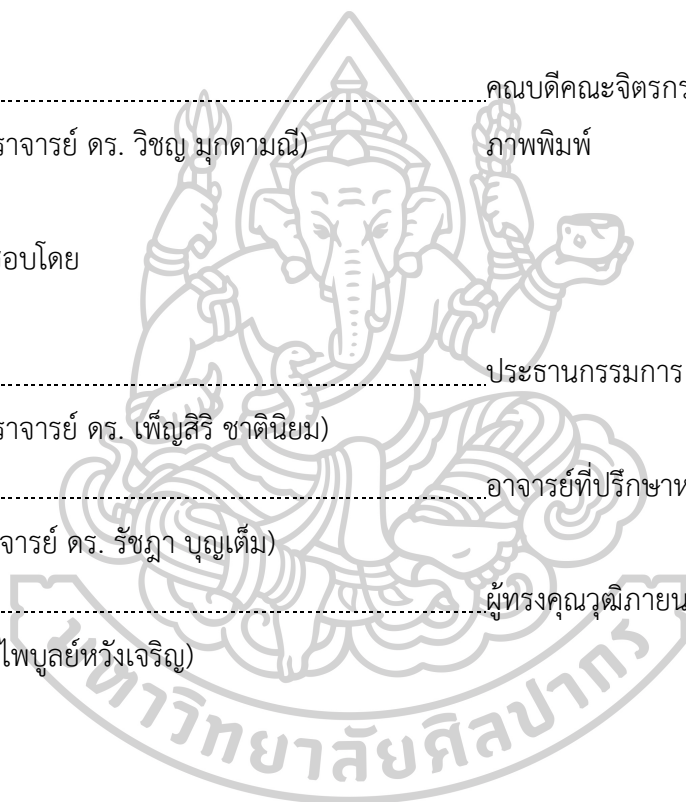 คณบดีคณะจิตรกร
ราจารย์ ดร. วิชญ มุกดามณี) ภาพพิมพ์
สอบโดย
ประธานกรรมการ
ราจารย์ ดร. เพ็ญสิริ ชาตินิยม)
อาจารย์ที่ปรึกษาห
จารย์ ดร. รัชฎา บุญเต็ม)
ผู้ทรงคุณวุฒิภายน
ไพบูลย์หวังเจริญ)
มหาวิทยาลัยศิลปากร